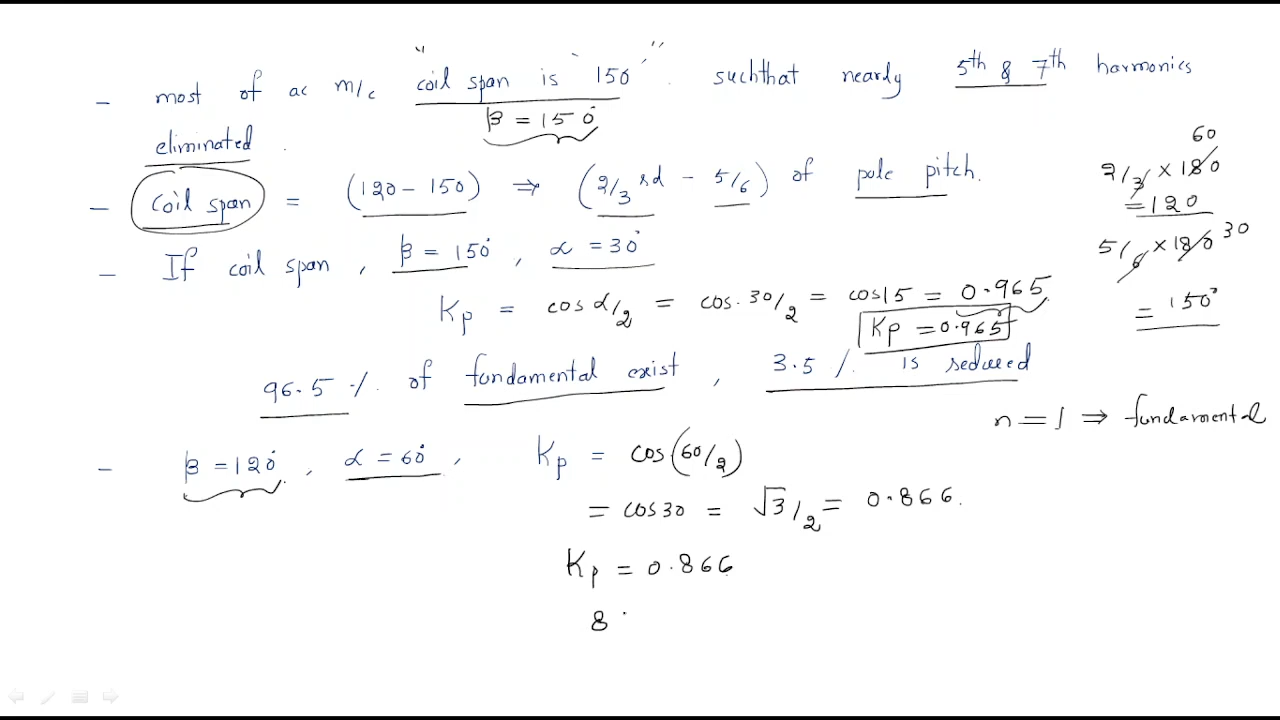 - most of ac m/c "coil span is 150°" suchthat nearly 5th & 7th harmonics
β = 150°
eliminated.
- coil span = (120 - 150) ⇒ (2/3 rd - 5/6) of pole pitch.
2/3 × 180 60
= 120
5/6 × 180 30
= 150°
- If coil span, β = 150°, α = 30°
Kp = cos α/2 = cos. 30/2 = cos15 = 0.965
Kp = 0.965
96.5 % of fundamental exist, 3.5 % is reduced
n = 1 ⇒ fundamental
- β = 120°, α = 60°, Kp = cos(60/2)
= cos30 = √3/2 = 0.866.
Kp = 0.866
8